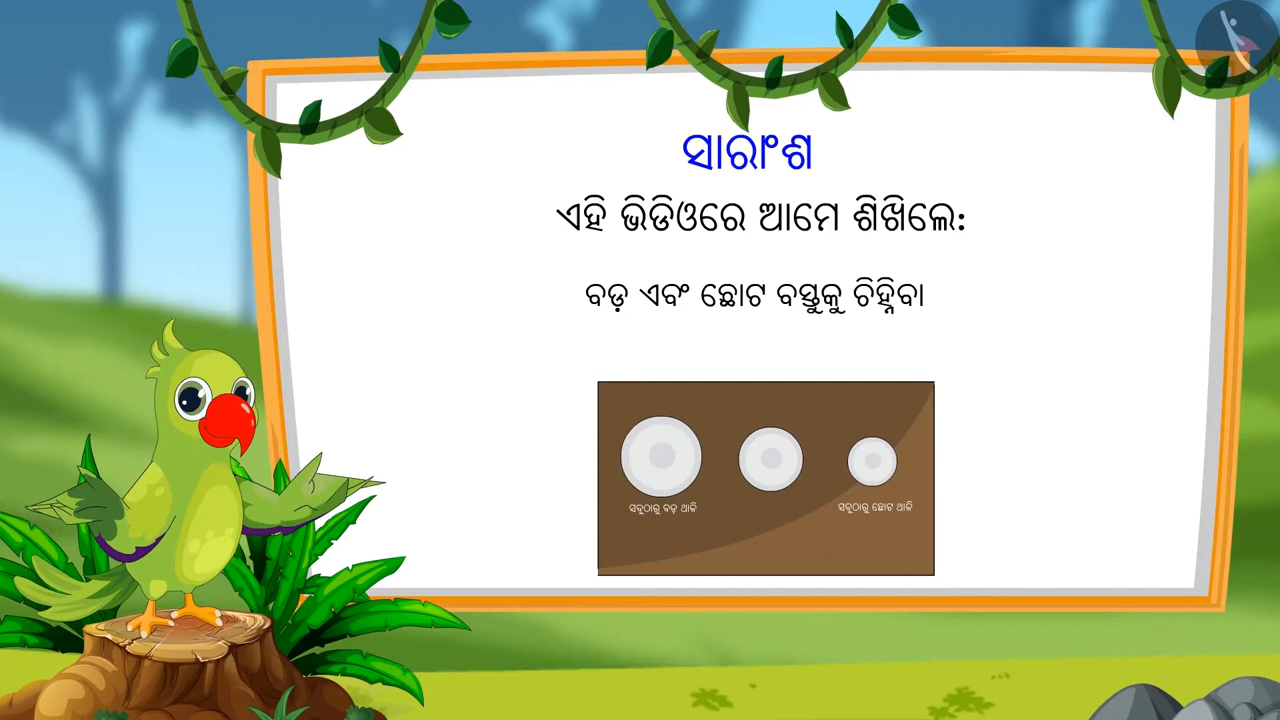 ସାରାଂଶ
ଏହି ଭିଡିଓରେ ଆମେ ଶିଖିଲେ:
ବଡ଼ ଏବଂ ଛୋଟ ବସ୍ତୁକୁ ଚିହ୍ନିବା
ସବୁଠାରୁ ବଡ଼ ଥାଳି
ସବୁଠାରୁ ଛୋଟ ଥାଳି